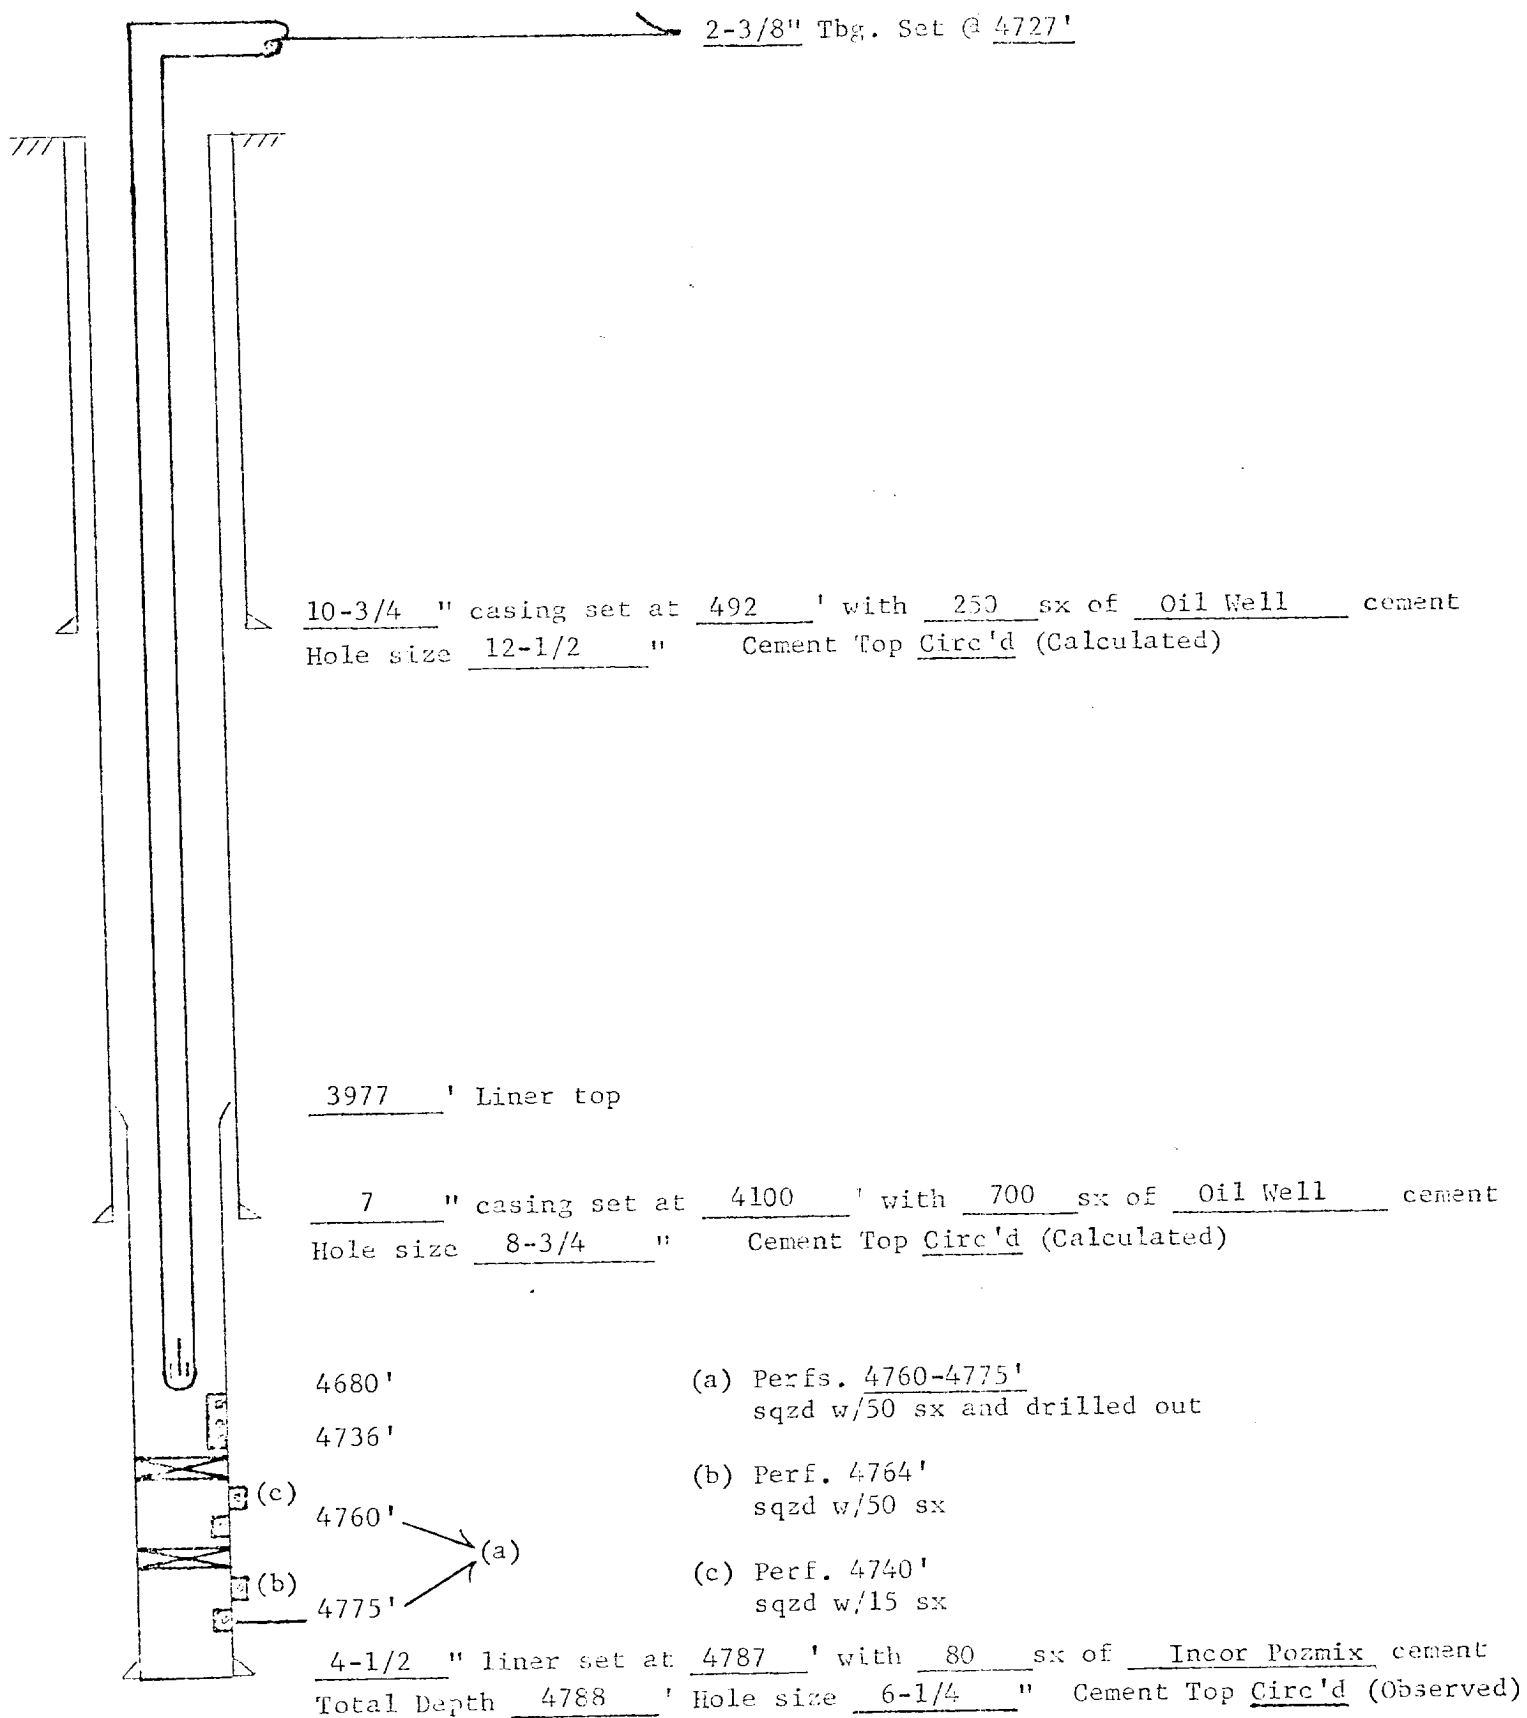 2-3/8" Tbg. Set @ 4727'
10-3/4 " casing set at 492 ' with 250 sx of Oil Well cement
Hole size 12-1/2 " Cement Top Circ'd (Calculated)
3977 ' Liner top
7 " casing set at 4100 ' with 700 sx of Oil Well cement
Hole size 8-3/4 " Cement Top Circ'd (Calculated)
4680'
4736'
(c)
4760'
(a)
(b)
4775'
(a) Perfs. 4760-4775'
sqzd w/50 sx and drilled out
(b) Perf. 4764'
sqzd w/50 sx
(c) Perf. 4740'
sqzd w/15 sx
4-1/2 " liner set at 4787 ' with 80 sx of Incor Pozmix cement
Total Depth 4788 ' Hole size 6-1/4 " Cement Top Circ'd (Observed)